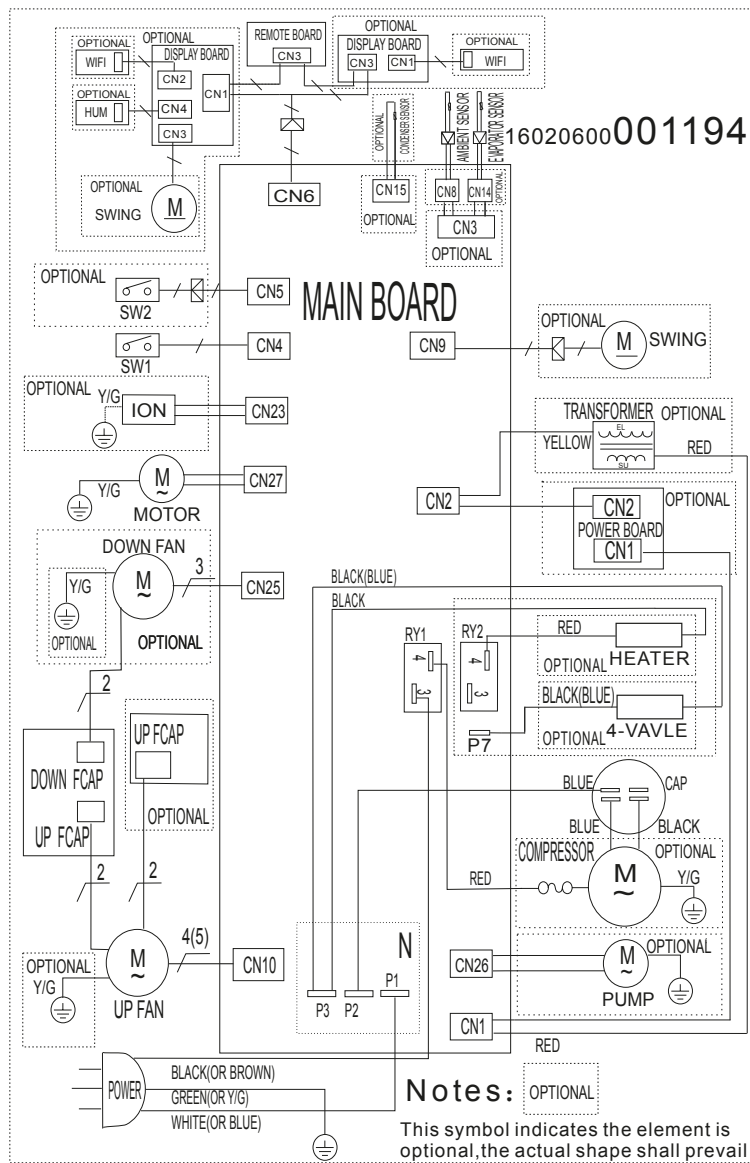 OPTIONAL
WIFI
OPTIONAL
DISPLAY BOARD
CN2
CN1
OPTIONAL
HUM
CN4
CN3
OPTIONAL
SWING
M
REMOTE BOARD
CN3
OPTIONAL
DISPLAY BOARD
CN3
CN1
OPTIONAL
WIFI
CN6
OPTIONAL
CONDENSER SENSOR
CN15
OPTIONAL
AMBIENT SENSOR
EVAPORATOR SENSOR
CN8
CN14
OPTIONAL
CN3
OPTIONAL
16020600001194
MAIN BOARD
OPTIONAL
SW2
CN5
SW1
CN4
CN9
OPTIONAL
M
SWING
OPTIONAL
Y/G
ION
CN23
TRANSFORMER
OPTIONAL
EL
SU
YELLOW
RED
M
~
Y/G
MOTOR
CN27
CN2
OPTIONAL
CN2
POWER BOARD
CN1
DOWN FAN
M
~
Y/G
OPTIONAL
3
CN25
OPTIONAL
BLACK(BLUE)
BLACK
RY1
4
3
RY2
4
3
RED
HEATER
OPTIONAL
BLACK(BLUE)
4-VAVLE
OPTIONAL
P7
2
UP FCAP
OPTIONAL
DOWN FCAP
UP FCAP
BLUE
CAP
BLUE
BLACK
COMPRESSOR
OPTIONAL
M
~
Y/G
RED
2
2
OPTIONAL
Y/G
M
~
UP FAN
4(5)
CN10
N
P3
P2
P1
CN26
OPTIONAL
M
~
PUMP
CN1
RED
POWER
BLACK(OR BROWN)
GREEN(OR Y/G)
WHITE(OR BLUE)
Notes:
OPTIONAL
This symbol indicates the element is
optional,the actual shape shall prevail